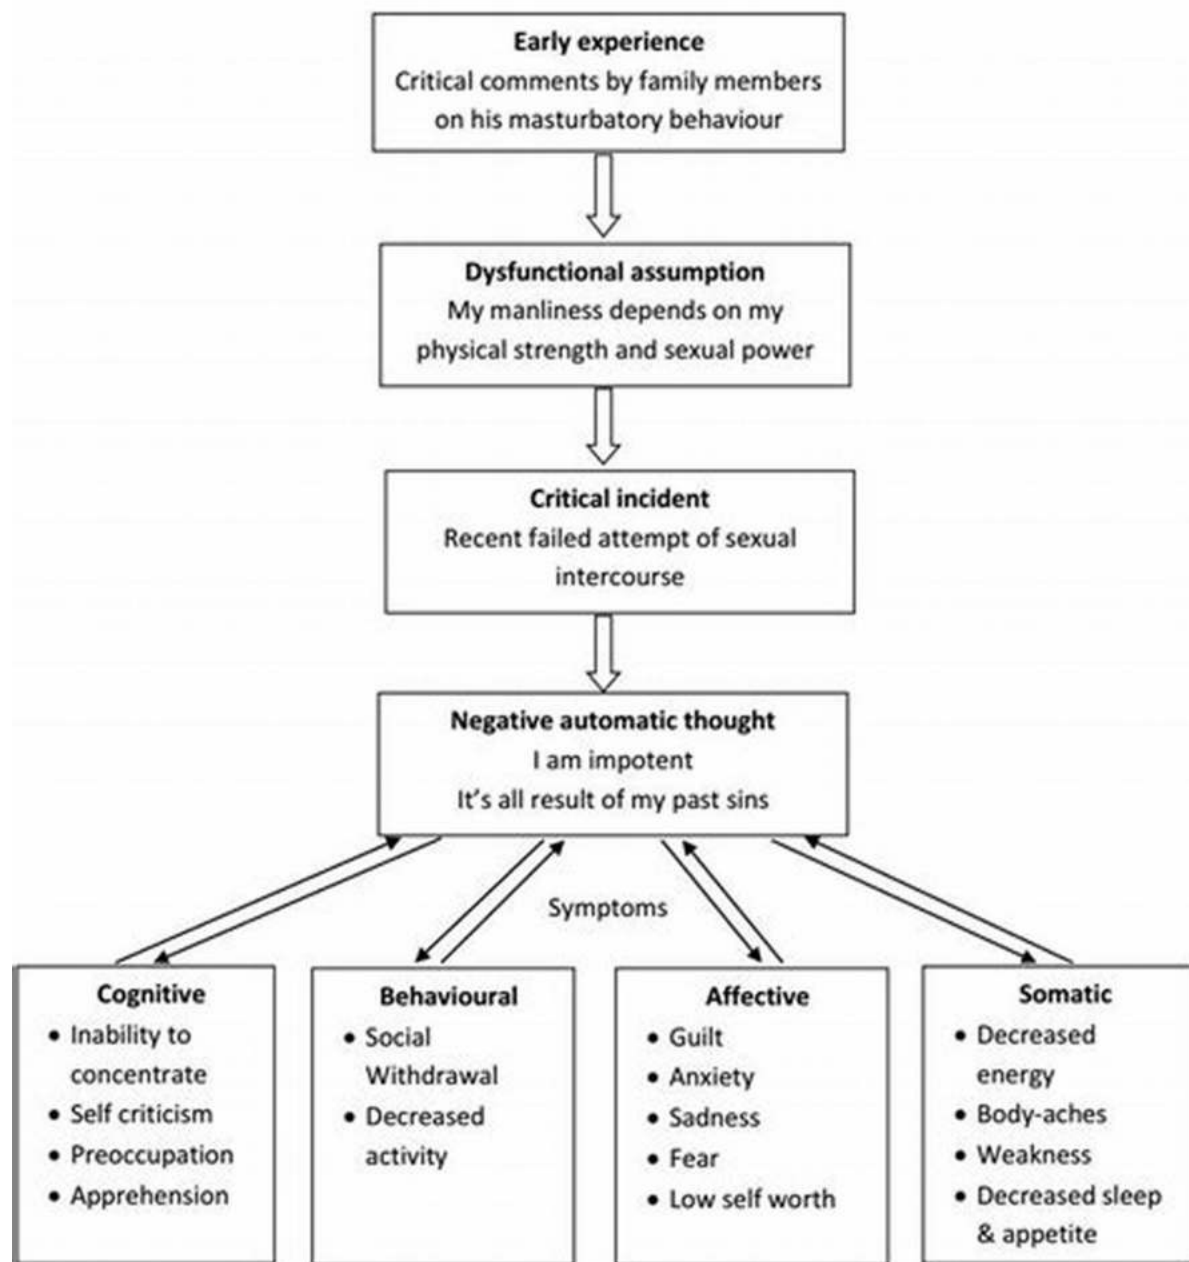 Early experience
Critical comments by family members
on his masturbatory behaviour
Dysfunctional assumption
My manliness depends on my
physical strength and sexual power
Critical incident
Recent failed attempt of sexual
intercourse
Negative automatic thought
I am impotent
It's all result of my past sins
Symptoms
Cognitive
• Inability to
concentrate
• Self criticism
• Preoccupation
• Apprehension
Behavioural
• Social
Withdrawal
• Decreased
activity
Affective
• Guilt
• Anxiety
• Sadness
• Fear
• Low self worth
Somatic
• Decreased
energy
• Body-aches
• Weakness
• Decreased sleep
& appetite